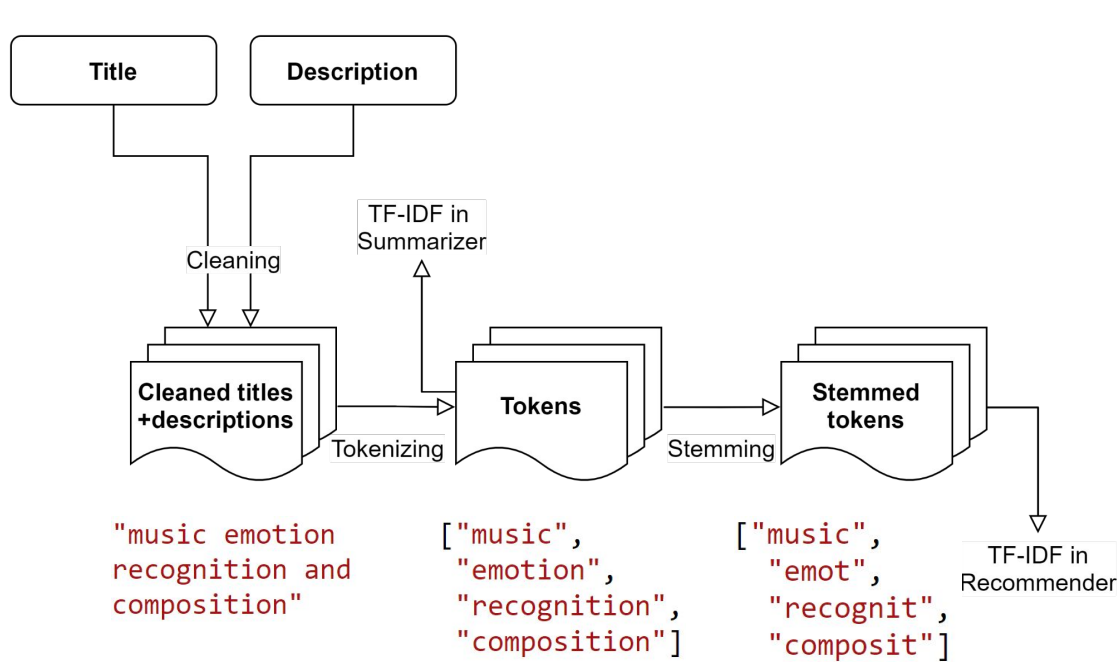 Title
Description
TF-IDF in
Summarizer
Cleaning
Cleaned titles
+descriptions
Tokenizing
Tokens
Stemming
Stemmed
tokens
TF-IDF in
Recommender
"music emotion
recognition and
composition"
["music",
"emotion",
"recognition",
"composition"]
["music",
"emot",
"recognit",
"composit"]